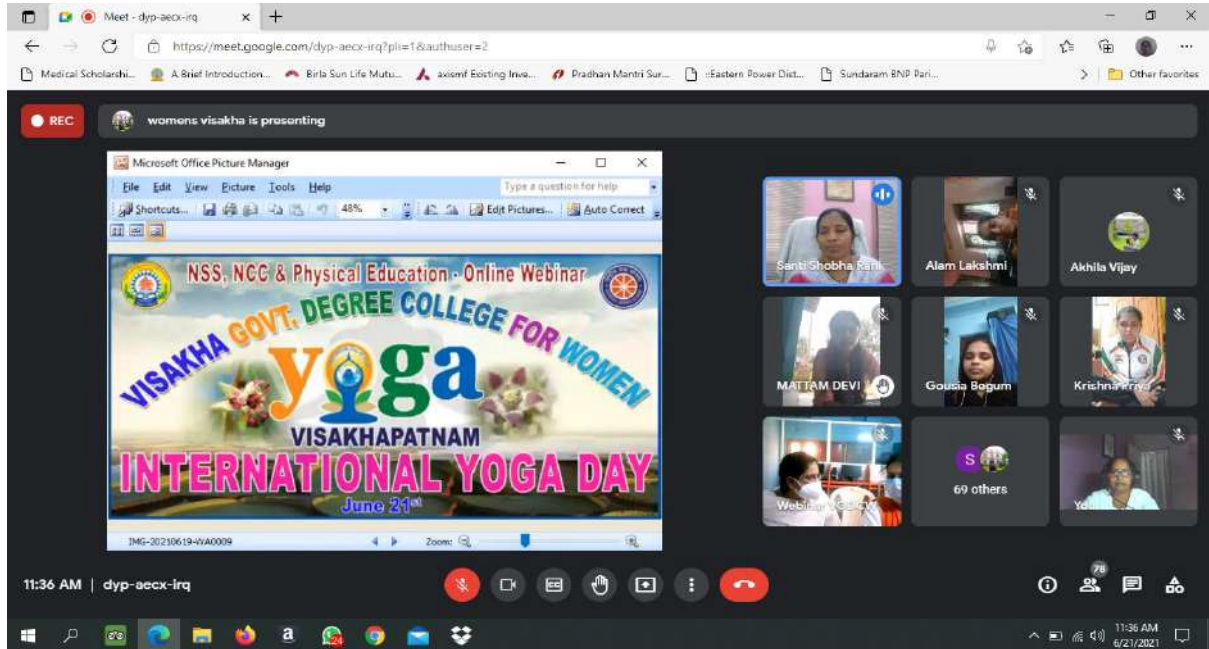 Meet - dyp-aecx-irq
https://meet.google.com/dyp-aecx-irq?pli=1&authuser=2
Medical Scholarshi... A Brief Introduction... Birla Sun Life Mutu... axismf Existing Inve... Pradhan Mantri Sur... ::Eastern Power Dist... Sundaram BNP Pari... Other favorites
REC womens visakha is presenting
Microsoft Office Picture Manager
File Edit View Picture Tools Help Type a question for help
Shortcuts... 48% Edit Pictures... Auto Correct
NSS, NCC & Physical Education - Online Webinar
VISAKHA GOVT. DEGREE COLLEGE FOR WOMEN
yoga
VISAKHAPATNAM
INTERNATIONAL YOGA DAY
June 21st
IMG-20210619-WA0009 Zoom:
Santi Shobha Rani
Alam Lakshmi
Akhila Vijay
MATTAM DEVI
Gousia Begum
Krishna Priya
Webinar
S
69 others
11:36 AM | dyp-aecx-irq
78
a
24
11:36 AM
6/21/2021